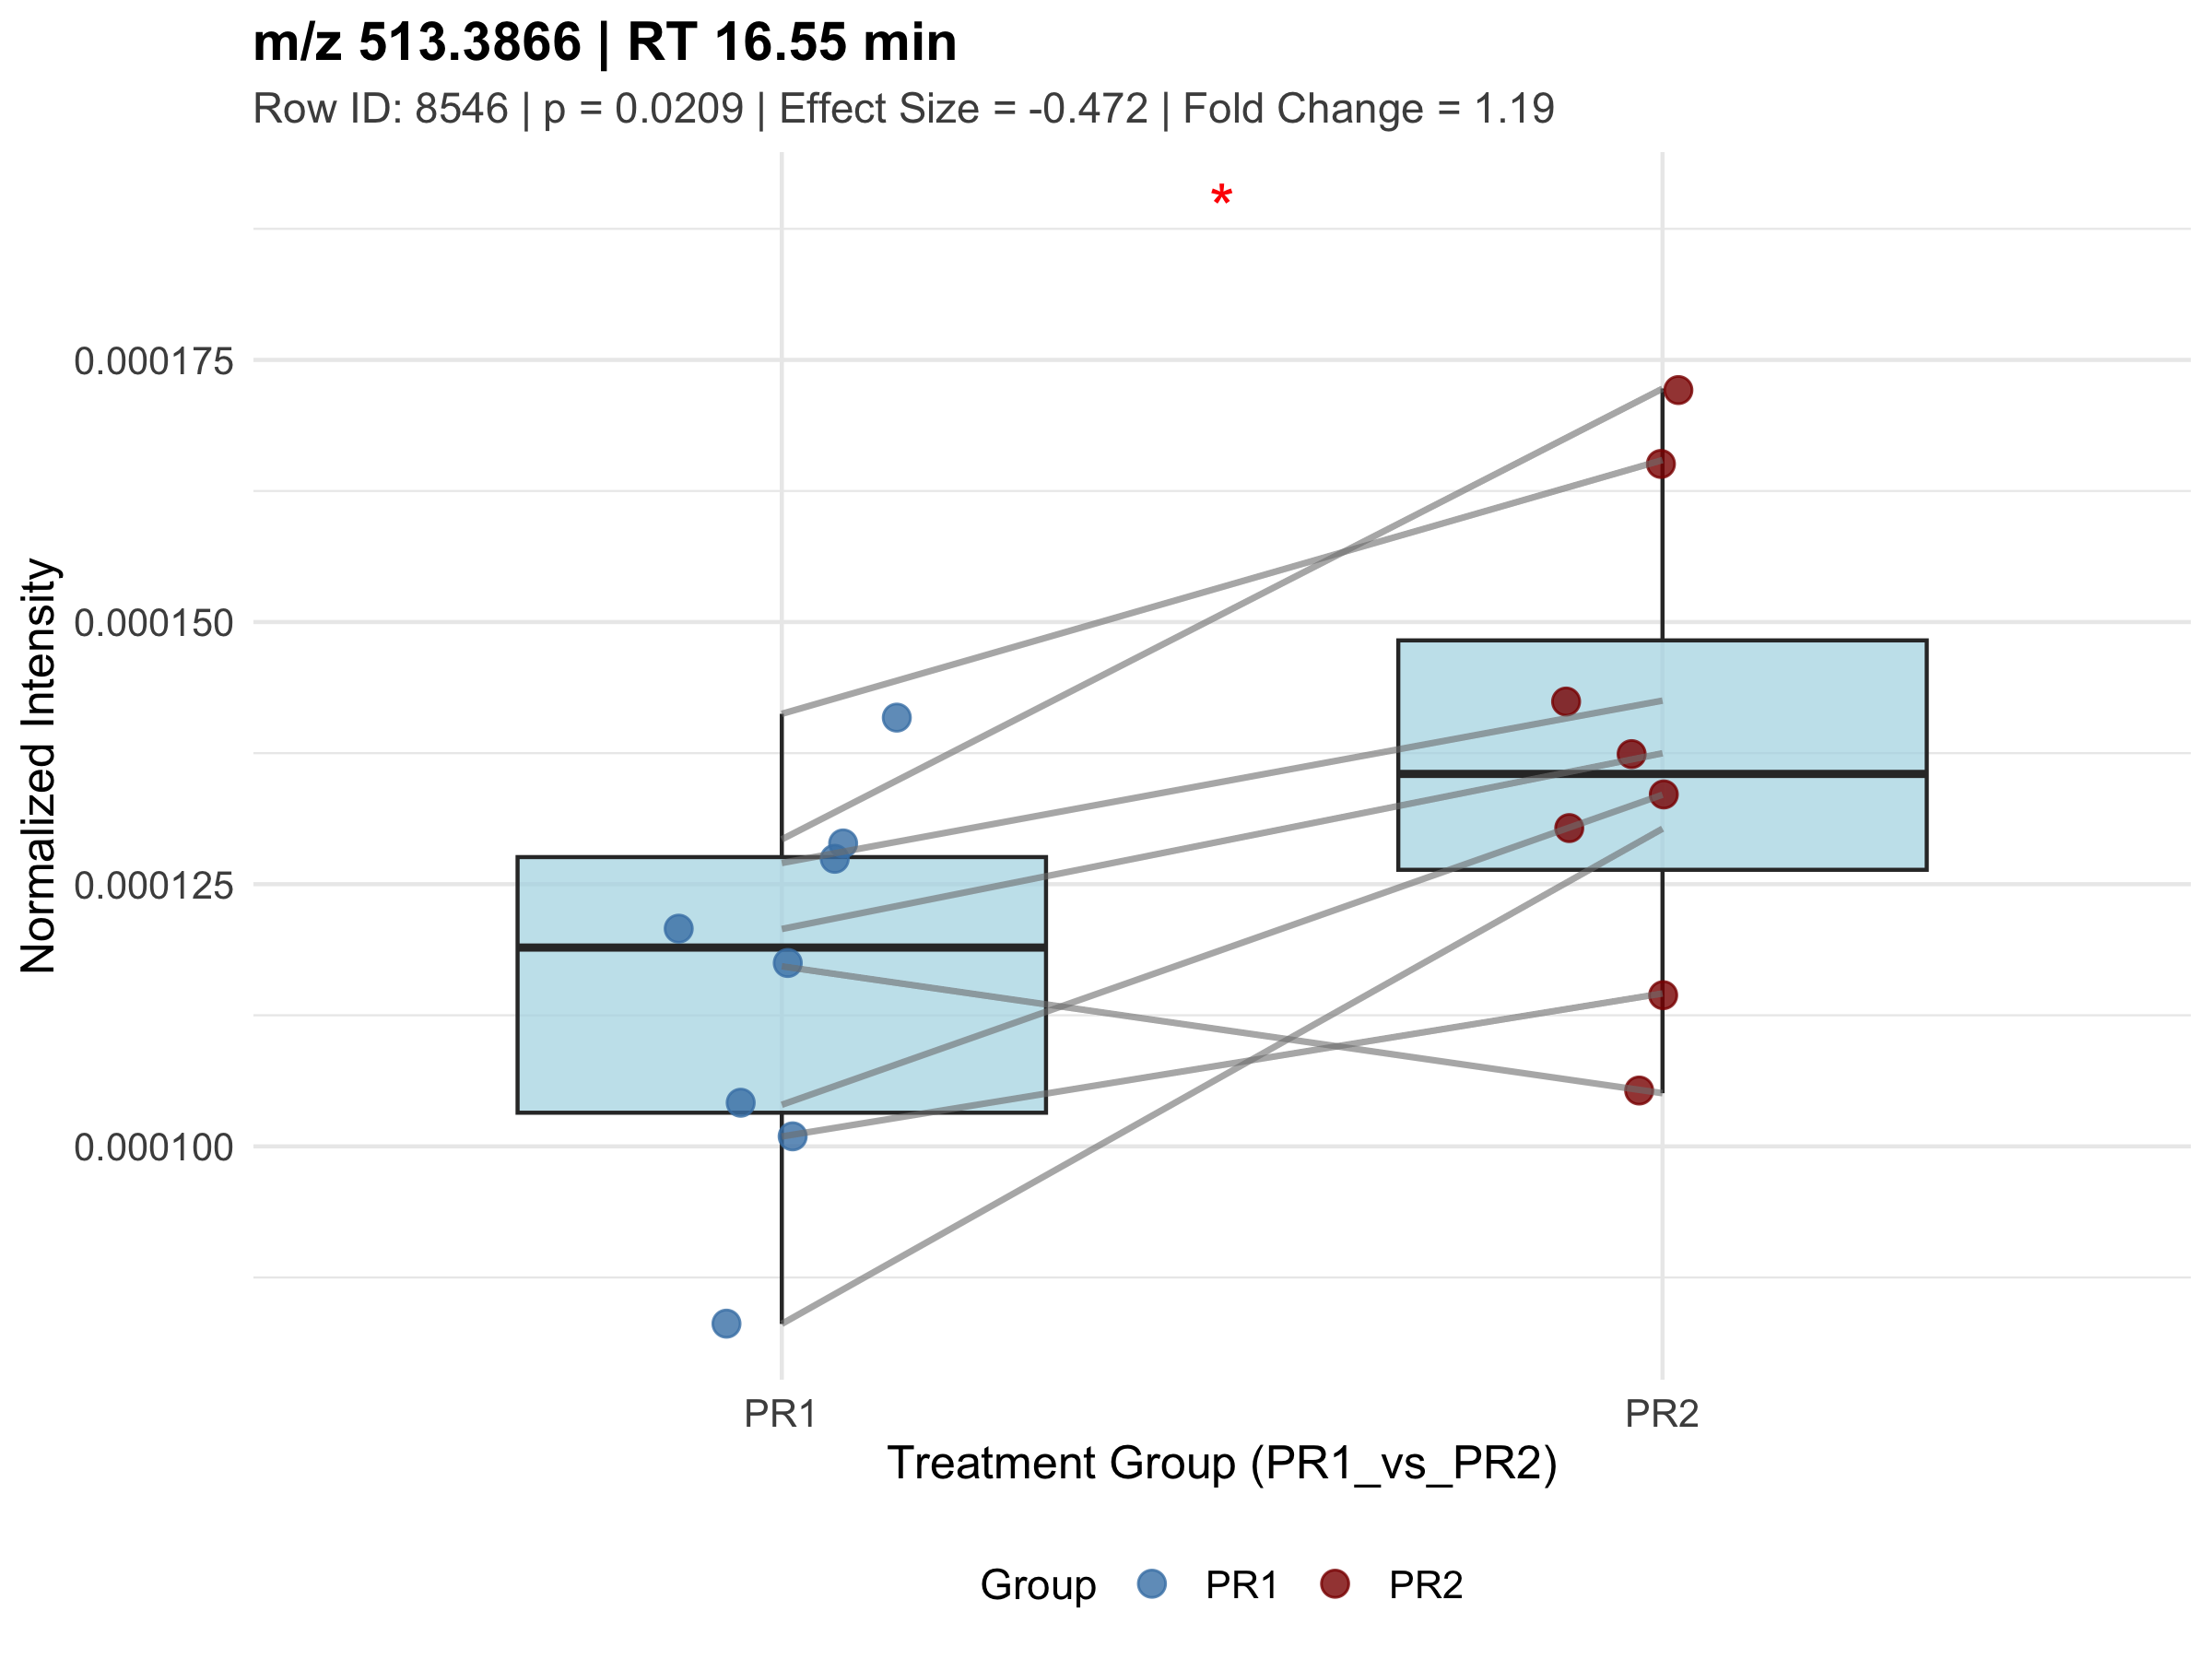 m/z 513.3866 | RT 16.55 min
Row ID: 8546 | p = 0.0209 | Effect Size = -0.472 | Fold Change = 1.19
*
Normalized Intensity
0.000175
0.000150
0.000125
0.000100
PR1
PR2
Treatment Group (PR1_vs_PR2)
Group PR1 PR2